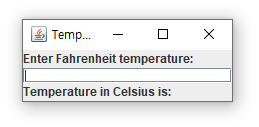 Temp...
Enter Fahrenheit temperature:
Temperature in Celsius is: